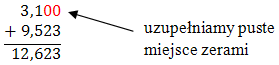 3,100
+ 9,523
12,623
uzupełniamy puste
miejsce zerami